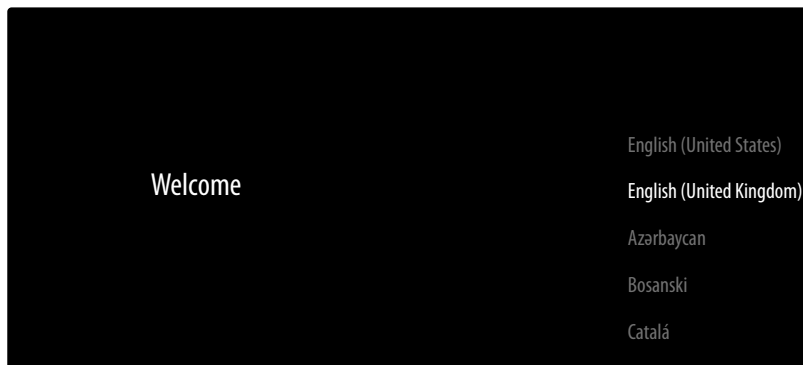 Welcome
English (United States)
English (United Kingdom)
Azərbaycan
Bosanski
Catalá